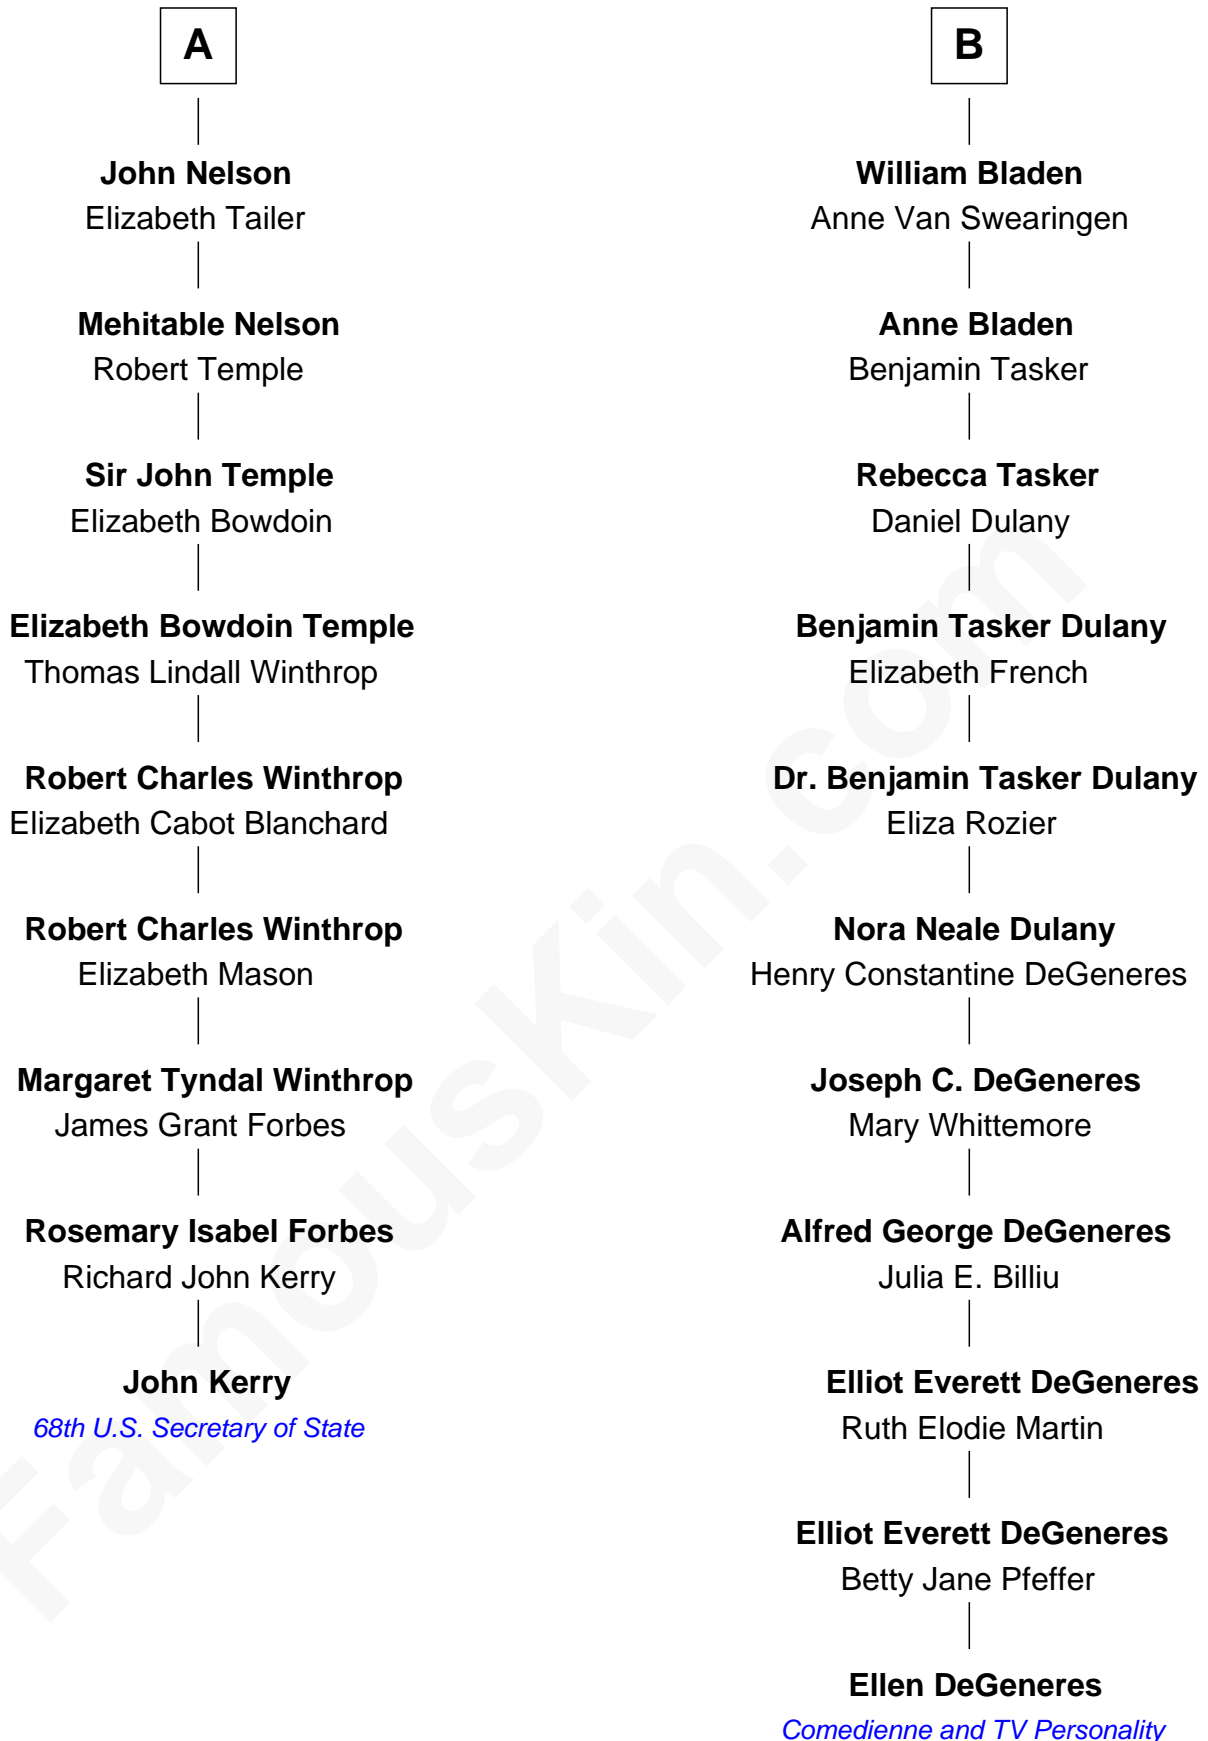 A
John Nelson
Elizabeth Tailer
Mehitable Nelson
Robert Temple
Sir John Temple
Elizabeth Bowdoin
Elizabeth Bowdoin Temple
Thomas Lindall Winthrop
Robert Charles Winthrop
Elizabeth Cabot Blanchard
Robert Charles Winthrop
Elizabeth Mason
Margaret Tyndal Winthrop
James Grant Forbes
Rosemary Isabel Forbes
Richard John Kerry
John Kerry
68th U.S. Secretary of State
B
William Bladen
Anne Van Swearingen
Anne Bladen
Benjamin Tasker
Rebecca Tasker
Daniel Dulany
Benjamin Tasker Dulany
Elizabeth French
Dr. Benjamin Tasker Dulany
Eliza Rozier
Nora Neale Dulany
Henry Constantine DeGeneres
Joseph C. DeGeneres
Mary Whittemore
Alfred George DeGeneres
Julia E. Billiu
Elliot Everett DeGeneres
Ruth Elodie Martin
Elliot Everett DeGeneres
Betty Jane Pfeffer
Ellen DeGeneres
Comedienne and TV Personality
FamousKin.com